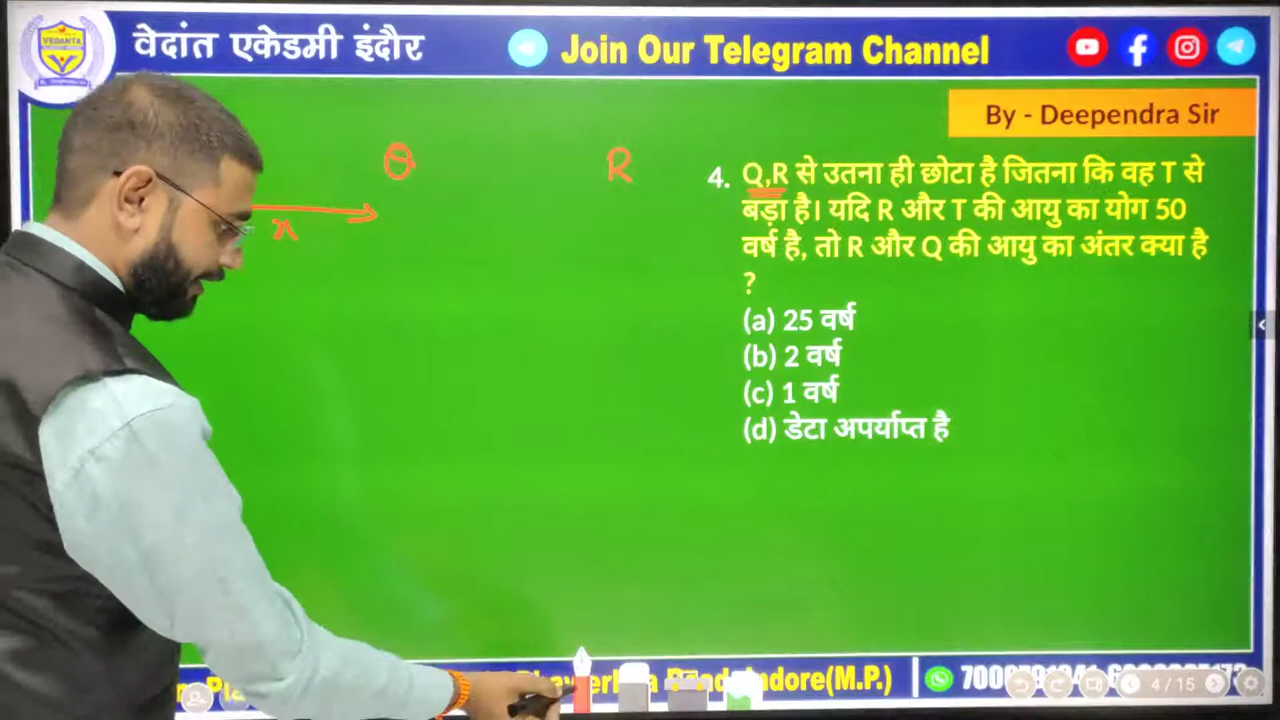 VEDANTA
वेदांत एकेडमी इंदौर
Join Our Telegram Channel
By - Deependra Sir
Q R
x
4. Q,R से उतना ही छोटा है जितना कि वह T से
बड़ा है। यदि R और T की आयु का योग 50
वर्ष है, तो R और Q की आयु का अंतर क्या है
?
(a) 25 वर्ष
(b) 2 वर्ष
(c) 1 वर्ष
(d) डेटा अपर्याप्त है
Indore(M.P.)
4 / 15